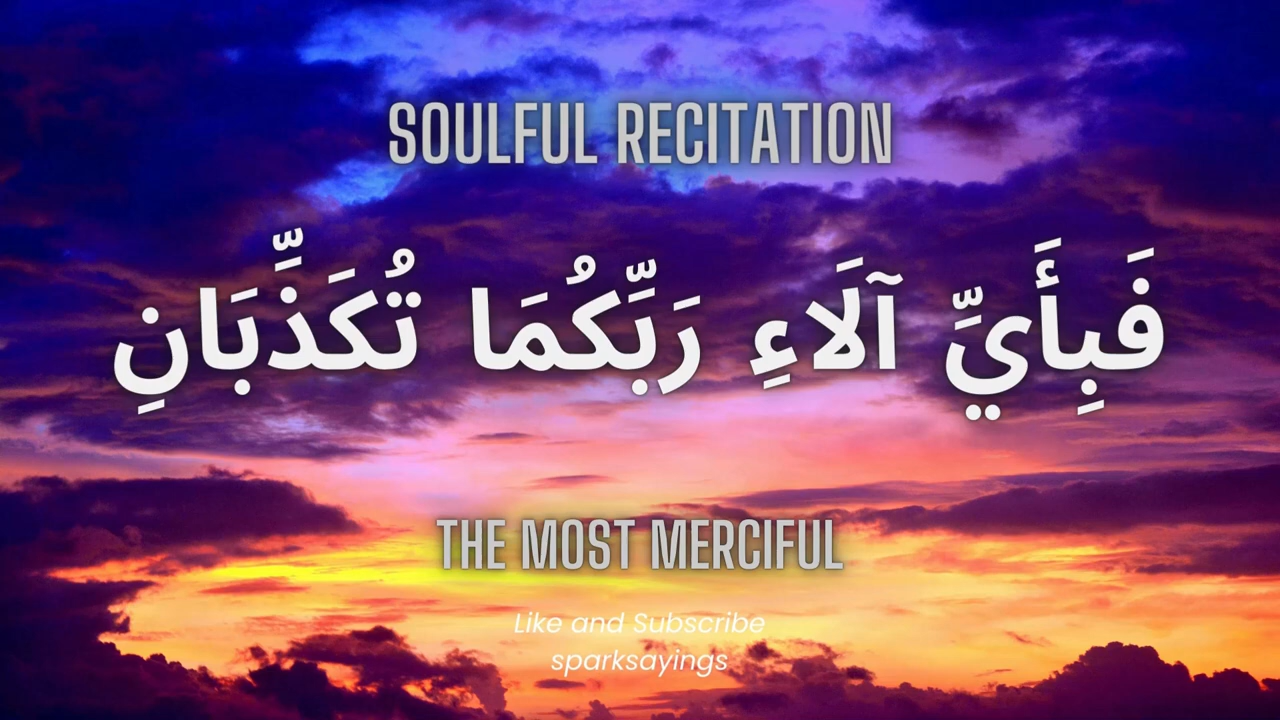 SOULFUL RECITATION
فَبِأَيِّ آلَاءِ رَبِّكُمَا تُكَذِّبَانِ
THE MOST MERCIFUL
Like and Subscribe
sparksayings